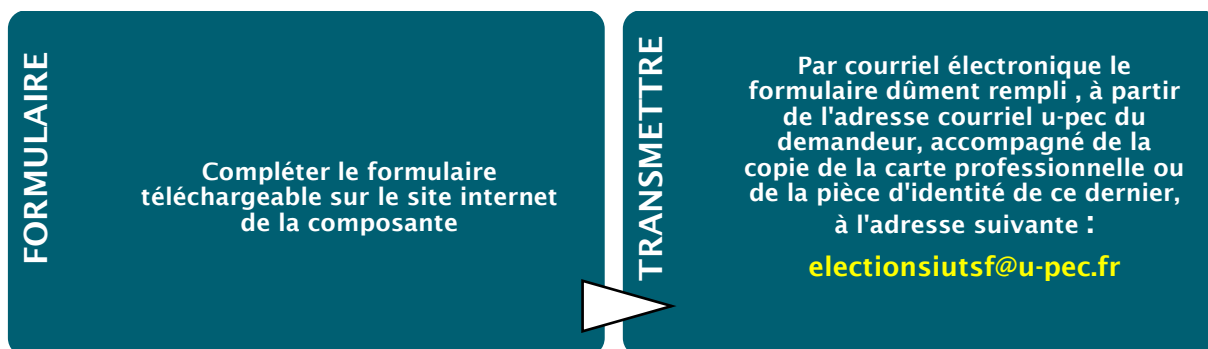 FORMULAIRE
Compléter le formulaire
téléchargeable sur le site internet
de la composante
TRANSMETTRE
Par courriel électronique le
formulaire dûment rempli , à partir
de l'adresse courriel u-pec du
demandeur, accompagné de la
copie de la carte professionnelle ou
de la pièce d'identité de ce dernier,
à l'adresse suivante :
electionsiutsf@u-pec.fr